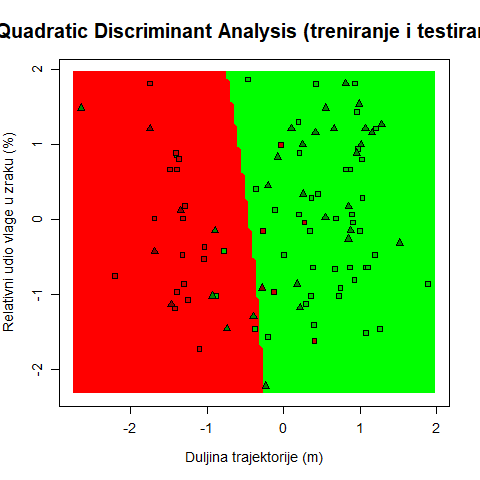 Quadratic Discriminant Analysis (treniranje i testiran
Relativni udio vlage u zraku (%)
2
1
0
-1
-2
-2 -1 0 1 2
Duljina trajektorije (m)